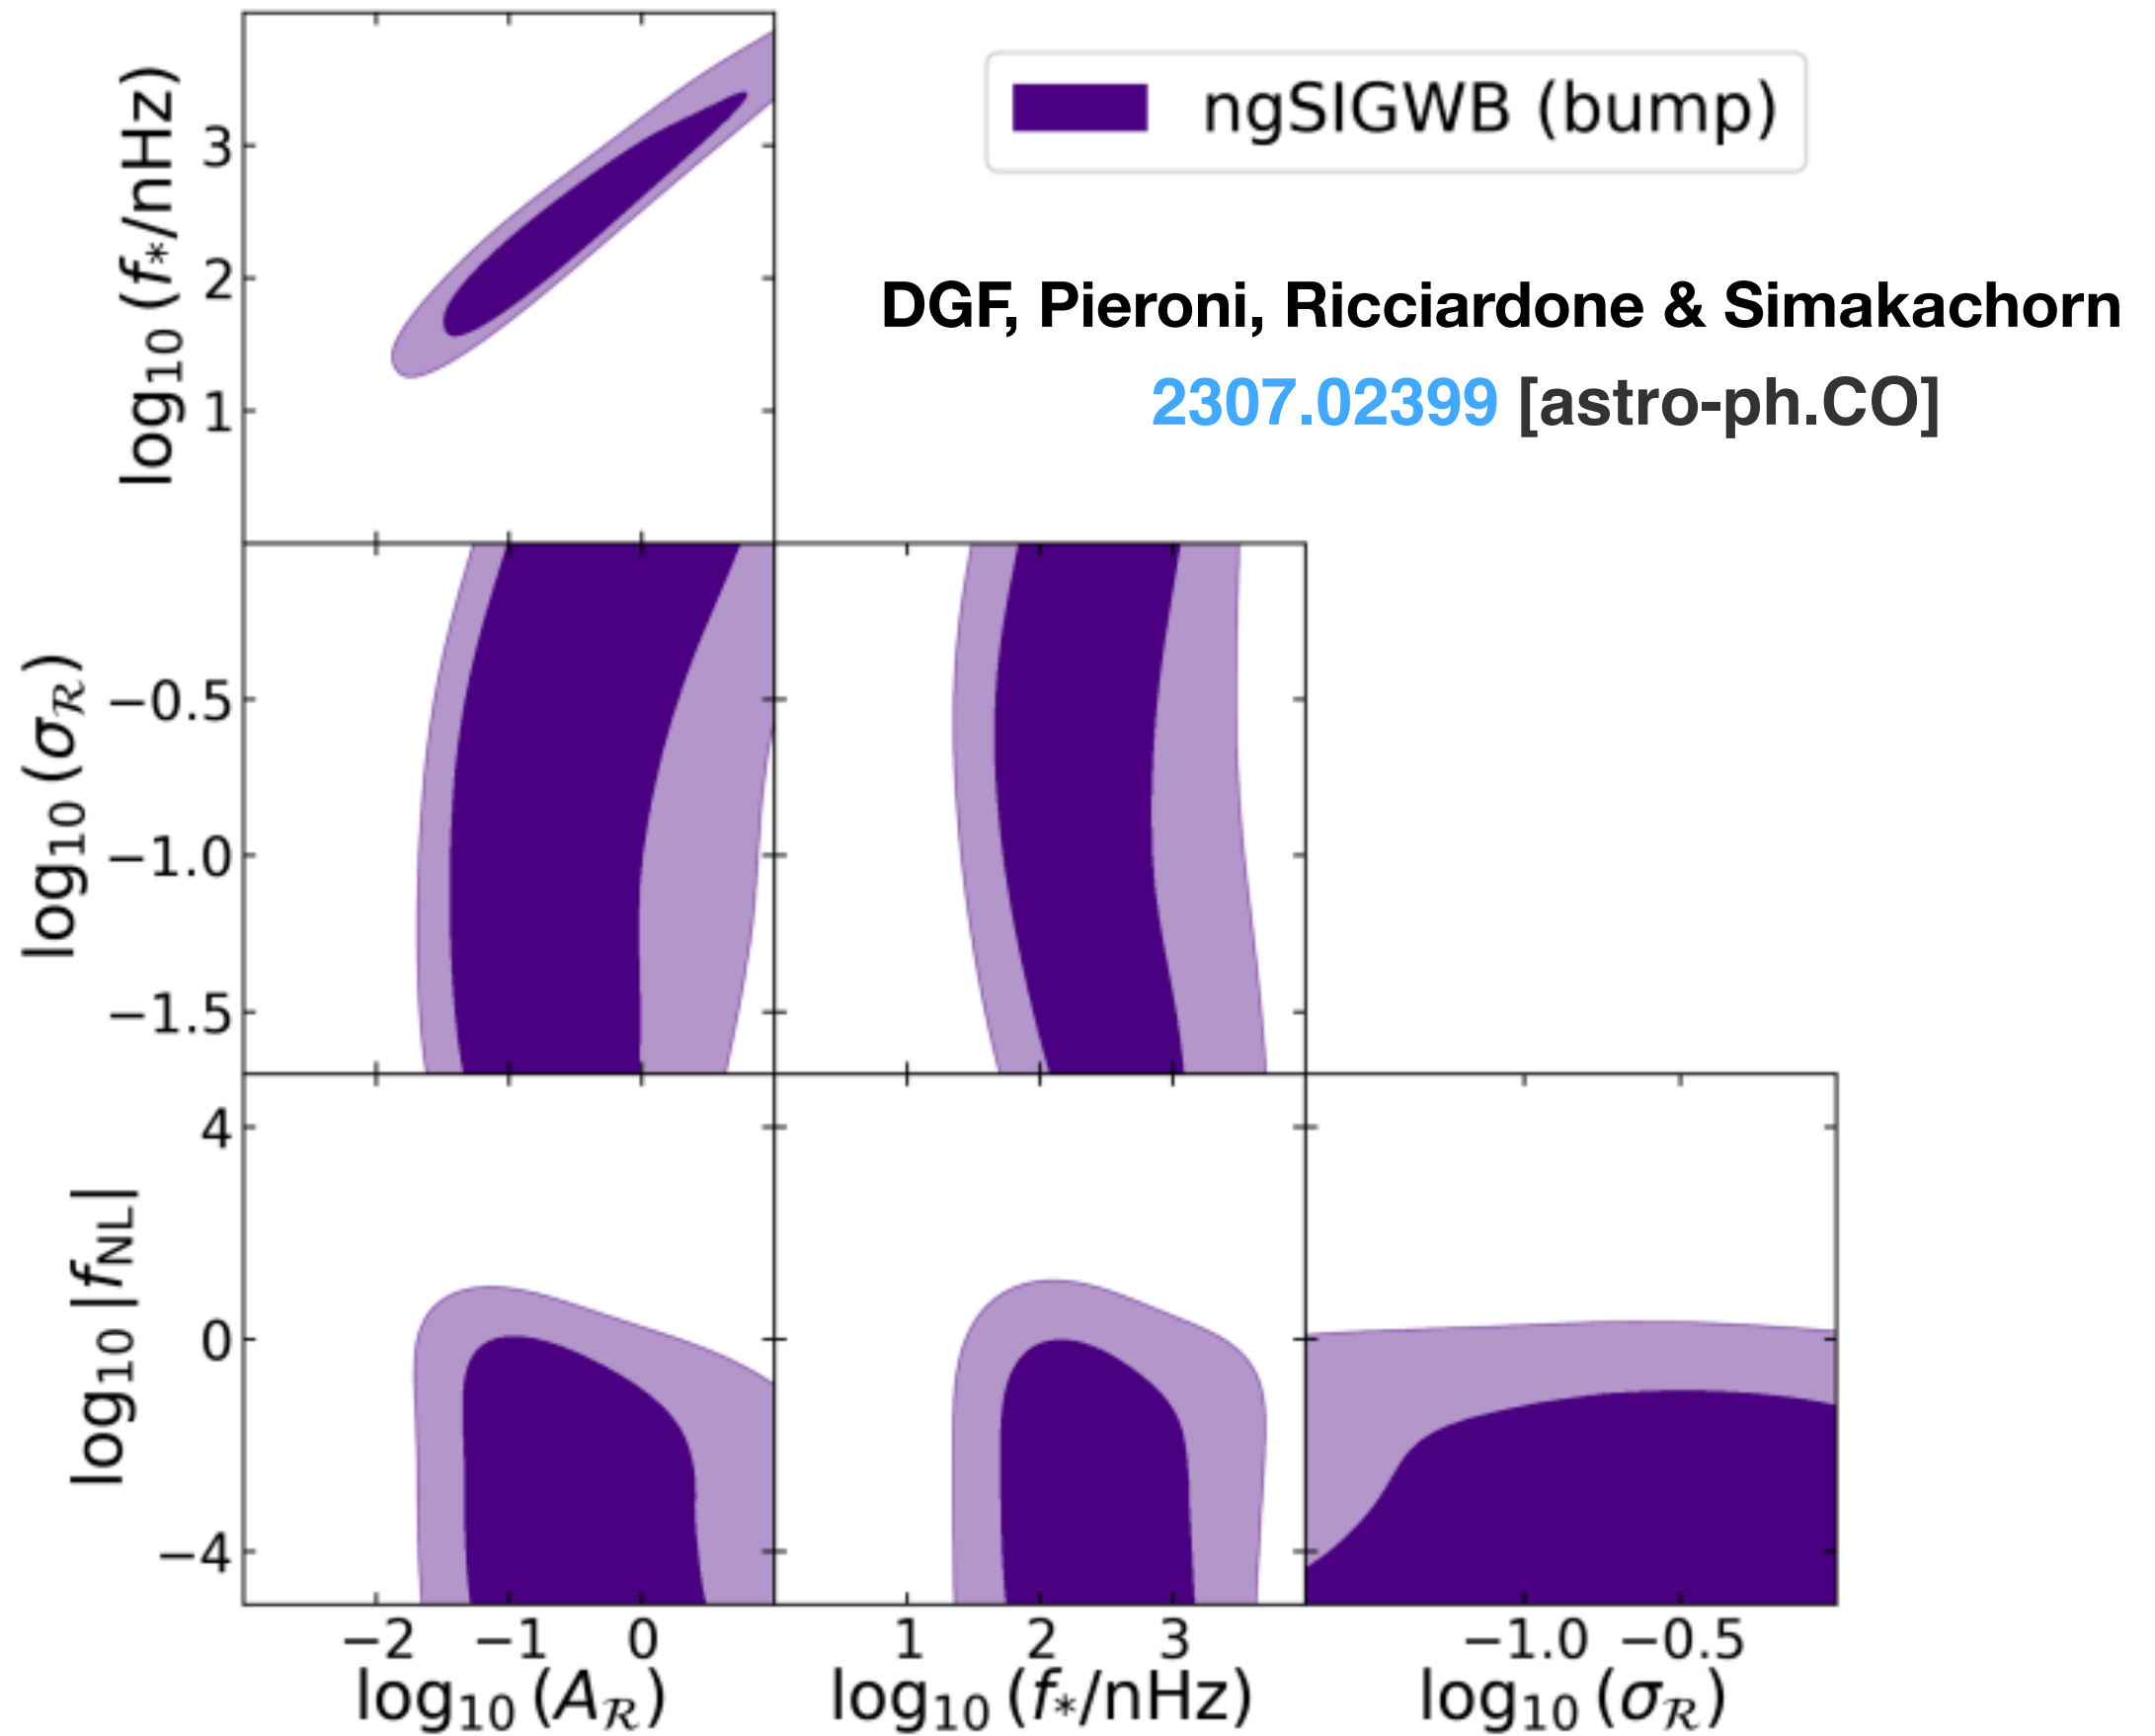 ngSIGWB (bump)
DGF, Pieroni, Ricciardone & Simakachorn
2307.02399 [astro-ph.CO]
log₁₀ (f*/nHz)
3
2
1
log₁₀ (σ_ℛ)
−0.5
−1.0
−1.5
log₁₀ |f_NL|
4
0
−4
−2 −1 0
1 2 3
−1.0 −0.5
log₁₀ (A_ℛ)
log₁₀ (f*/nHz)
log₁₀ (σ_ℛ)